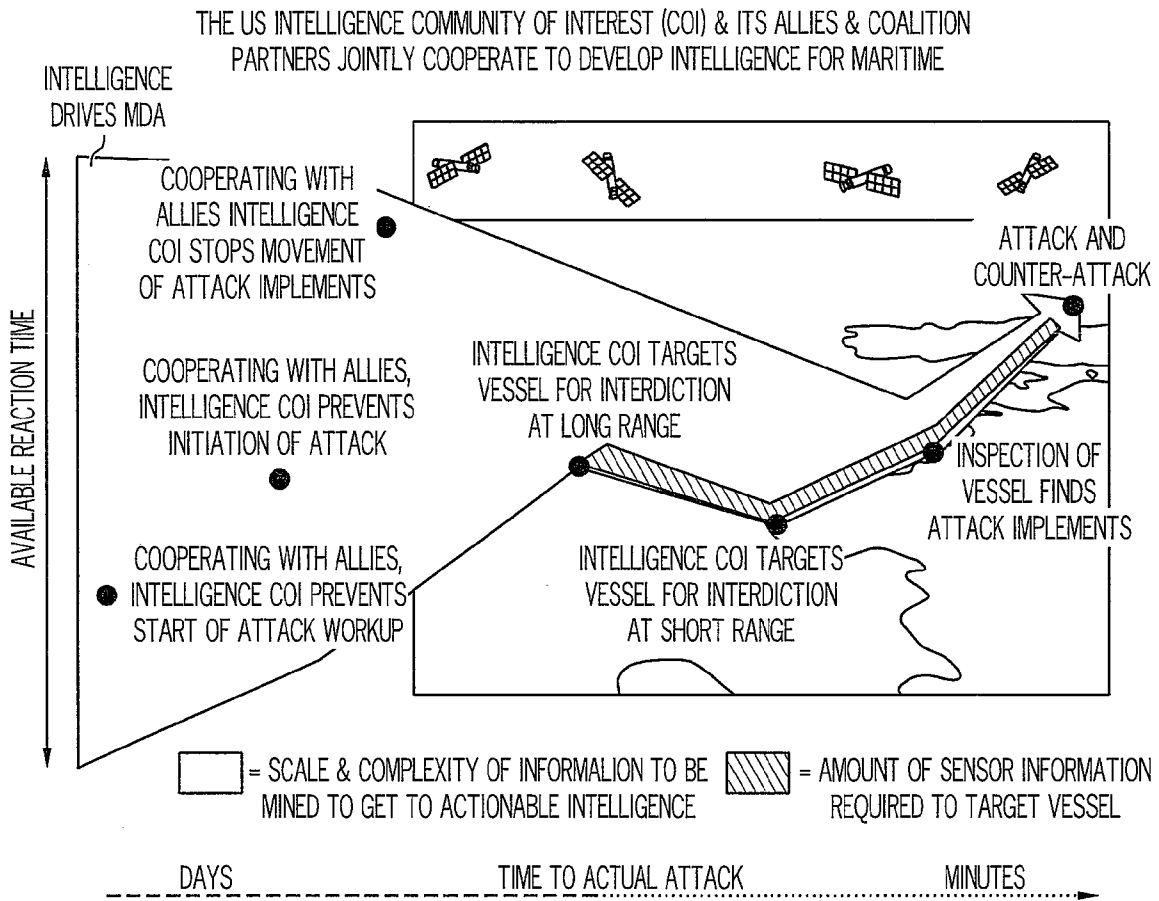 THE US INTELLIGENCE COMMUNITY OF INTEREST (COI) & ITS ALLIES & COALITION
PARTNERS JOINTLY COOPERATE TO DEVELOP INTELLIGENCE FOR MARITIME
INTELLIGENCE
DRIVES MDA
COOPERATING WITH
ALLIES INTELLIGENCE
COI STOPS MOVEMENT
OF ATTACK IMPLEMENTS
ATTACK AND
COUNTER-ATTACK
AVAILABLE REACTION TIME
COOPERATING WITH ALLIES,
INTELLIGENCE COI PREVENTS
INITIATION OF ATTACK
INTELLIGENCE COI TARGETS
VESSEL FOR INTERDICTION
AT LONG RANGE
INSPECTION OF
VESSEL FINDS
ATTACK IMPLEMENTS
COOPERATING WITH ALLIES,
INTELLIGENCE COI PREVENTS
START OF ATTACK WORKUP
INTELLIGENCE COI TARGETS
VESSEL FOR INTERDICTION
AT SHORT RANGE
= SCALE & COMPLEXITY OF INFORMALION TO BE
MINED TO GET TO ACTIONABLE INTELLIGENCE
= AMOUNT OF SENSOR INFORMATION
REQUIRED TO TARGET VESSEL
DAYS
TIME TO ACTUAL ATTACK
MINUTES